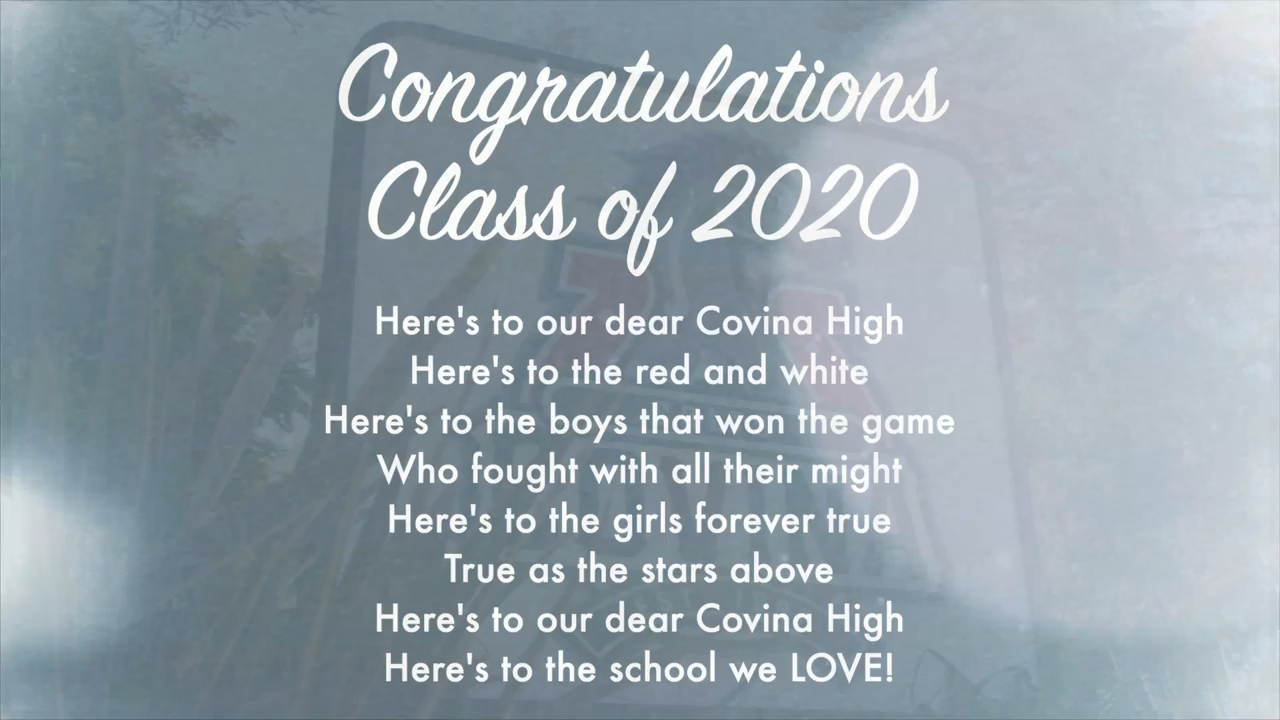 Congratulations
Class of 2020
Here's to our dear Covina High
Here's to the red and white
Here's to the boys that won the game
Who fought with all their might
Here's to the girls forever true
True as the stars above
Here's to our dear Covina High
Here's to the school we LOVE!